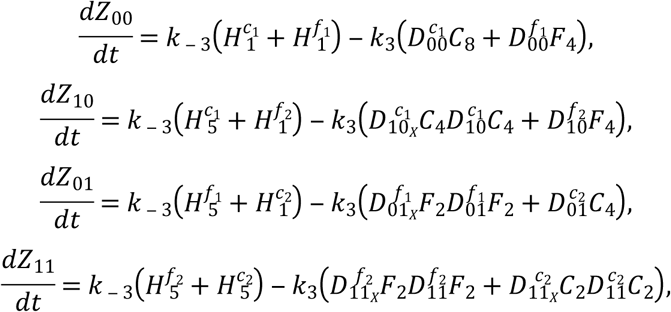 \frac{dZ_{00}}{dt} = k_{-3}(H_1^{c_1} + H_1^{f_1}) - k_3(D_{00}^{c_1}C_8 + D_{00}^{f_1}F_4),
\frac{dZ_{10}}{dt} = k_{-3}(H_5^{c_1} + H_1^{f_2}) - k_3(D_{10_X}^{c_1}C_4D_{10}^{c_1}C_4 + D_{10}^{f_2}F_4),
\frac{dZ_{01}}{dt} = k_{-3}(H_5^{f_1} + H_1^{c_2}) - k_3(D_{01_X}^{f_1}F_2D_{01}^{f_1}F_2 + D_{01}^{c_2}C_4),
\frac{dZ_{11}}{dt} = k_{-3}(H_5^{f_2} + H_5^{c_2}) - k_3(D_{11_X}^{f_2}F_2D_{11}^{f_2}F_2 + D_{11_X}^{c_2}C_2D_{11}^{c_2}C_2),